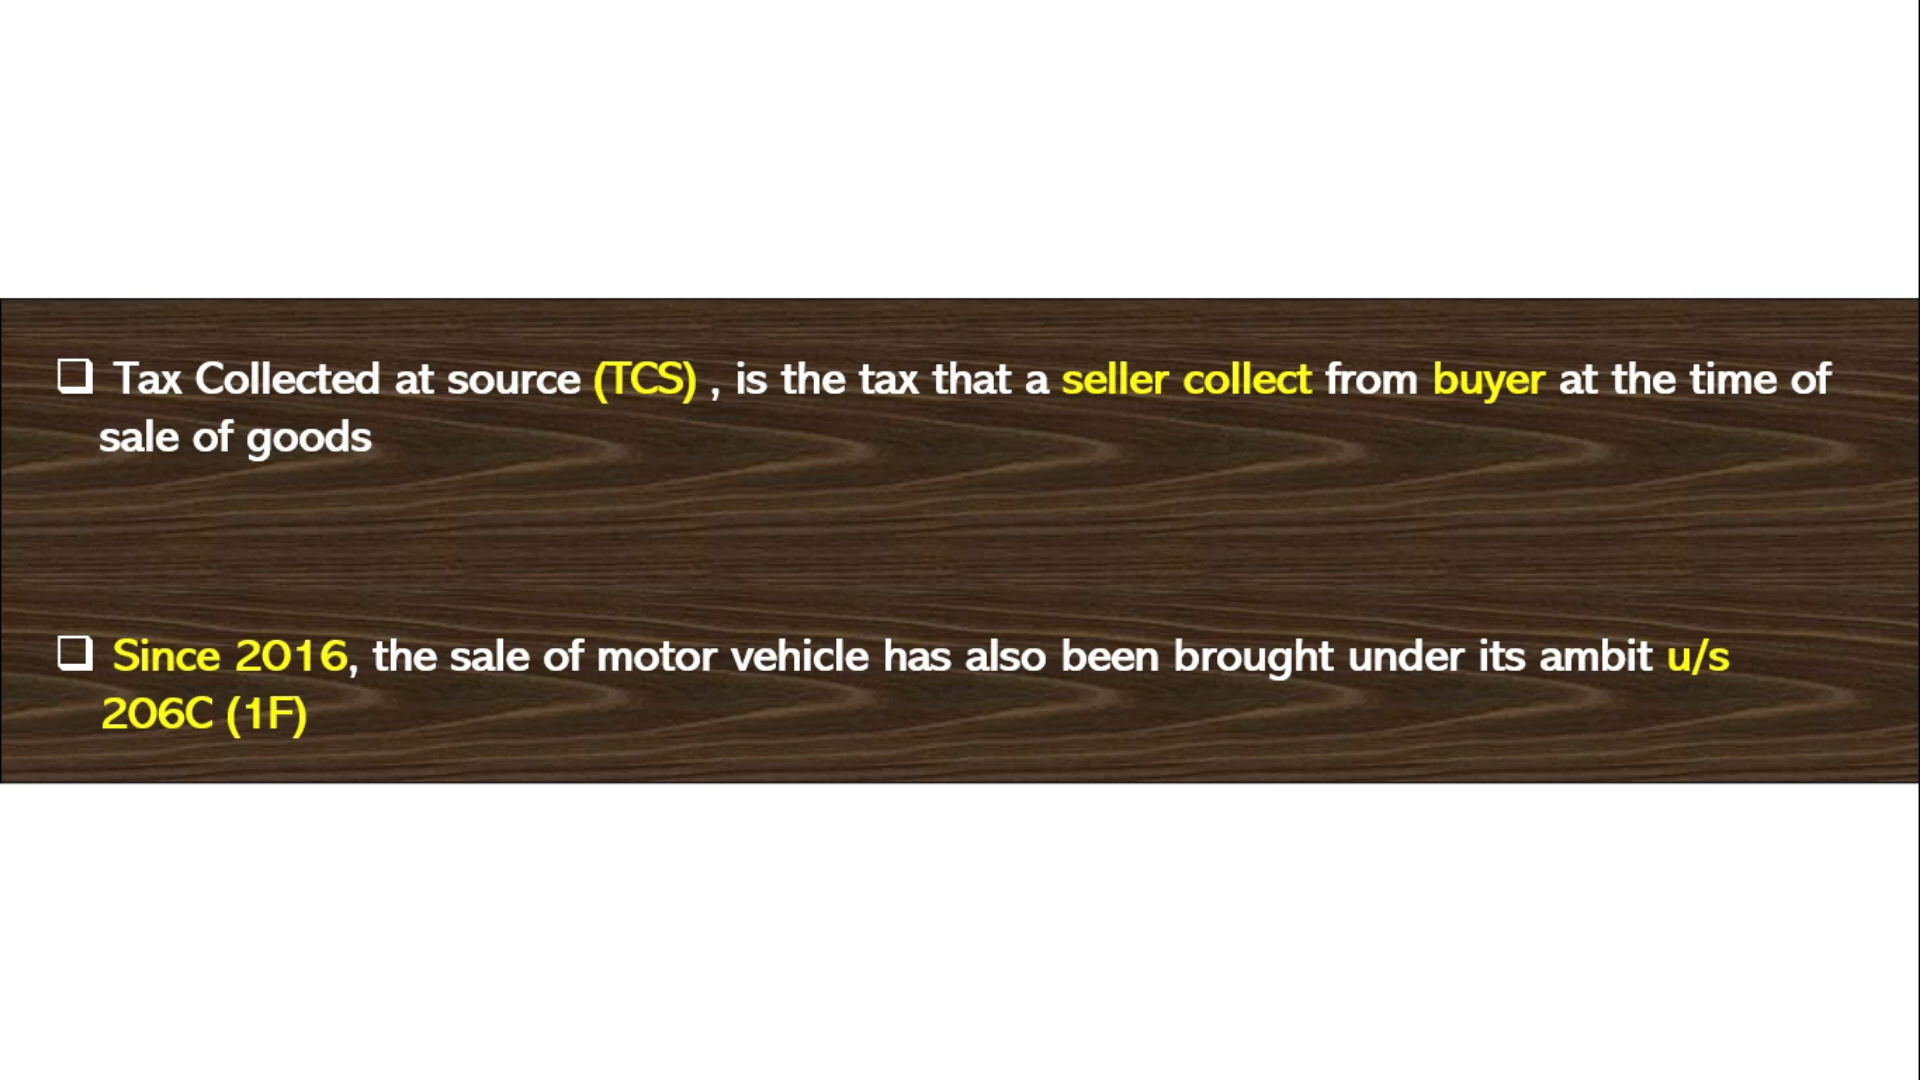 ❑ Tax Collected at source (TCS) , is the tax that a seller collect from buyer at the time of
sale of goods
❑ Since 2016, the sale of motor vehicle has also been brought under its ambit u/s
206C (1F)